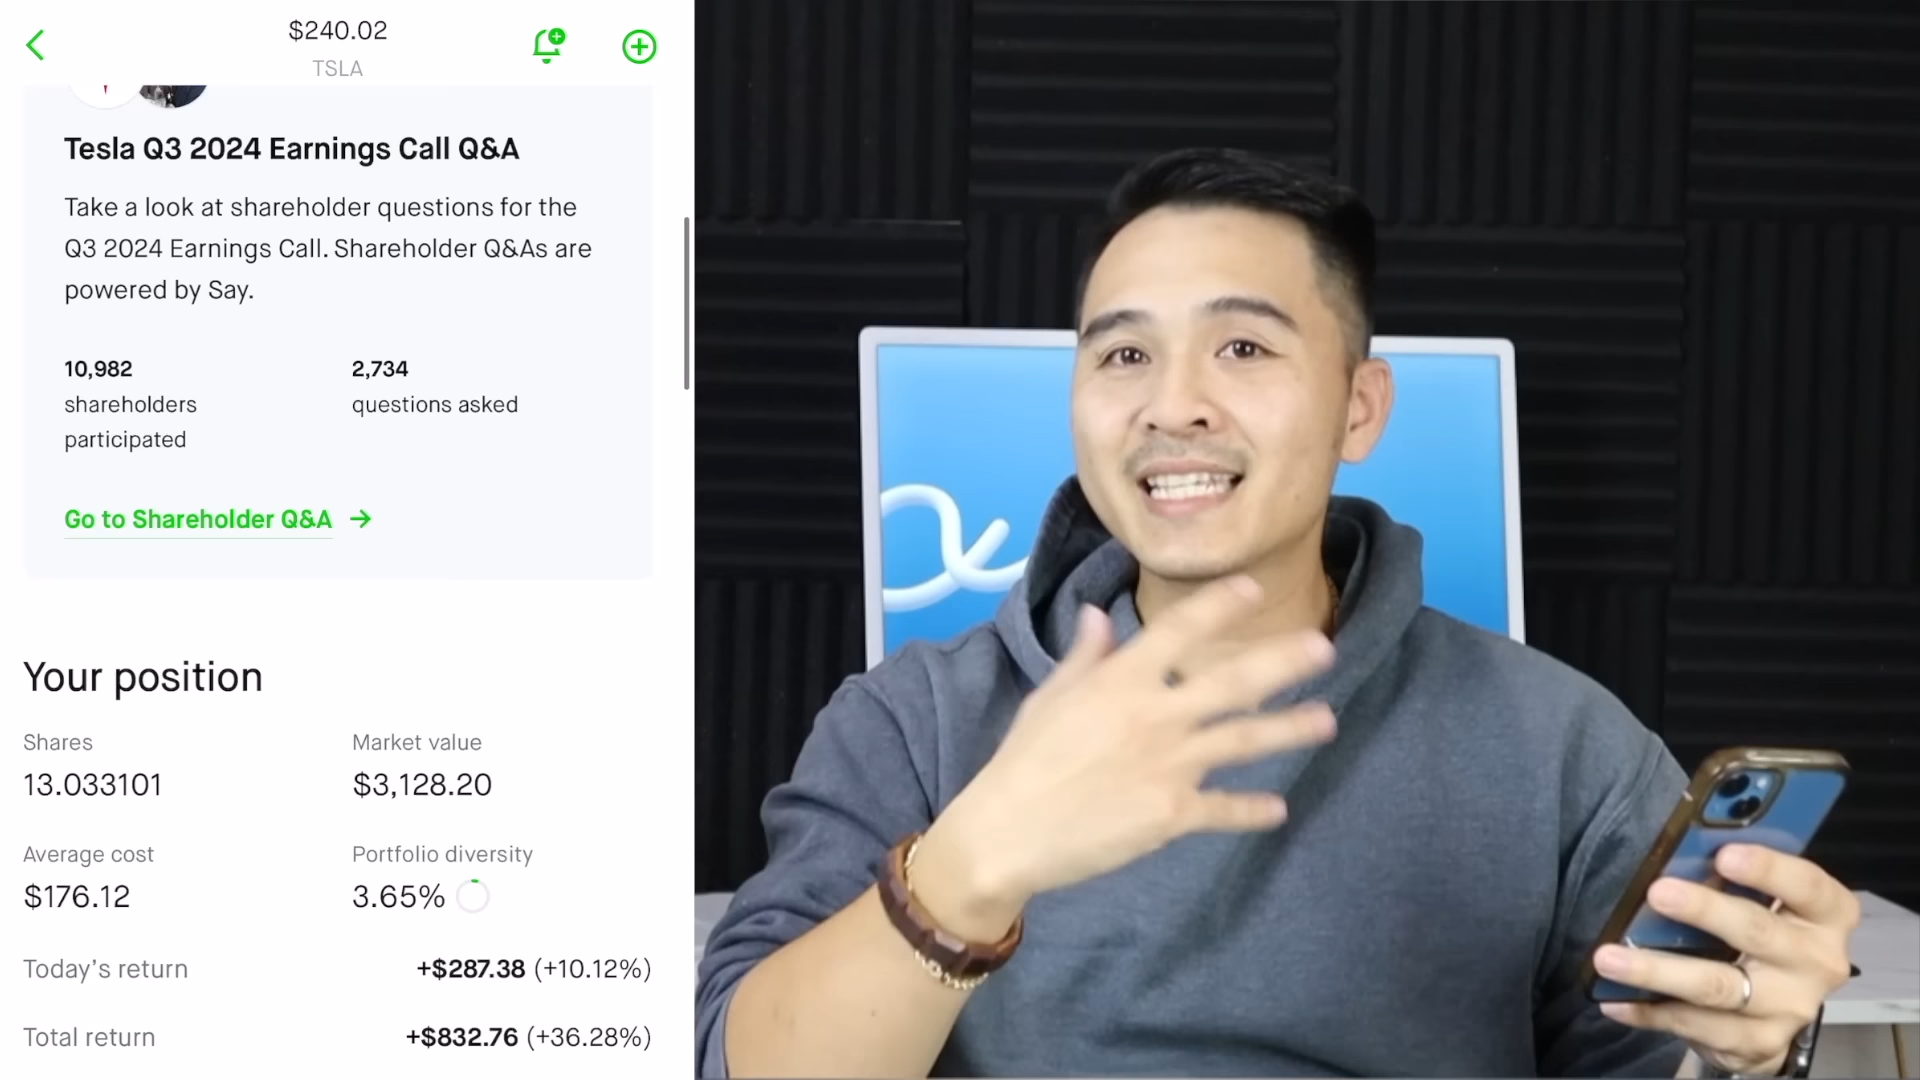 $240.02
TSLA
Tesla Q3 2024 Earnings Call Q&A
Take a look at shareholder questions for the
Q3 2024 Earnings Call. Shareholder Q&As are
powered by Say.
10,982
shareholders
participated
2,734
questions asked
Go to Shareholder Q&A →
Your position
Shares
13.033101
Market value
$3,128.20
Average cost
$176.12
Portfolio diversity
3.65%
Today's return
+$287.38 (+10.12%)
Total return
+$832.76 (+36.28%)